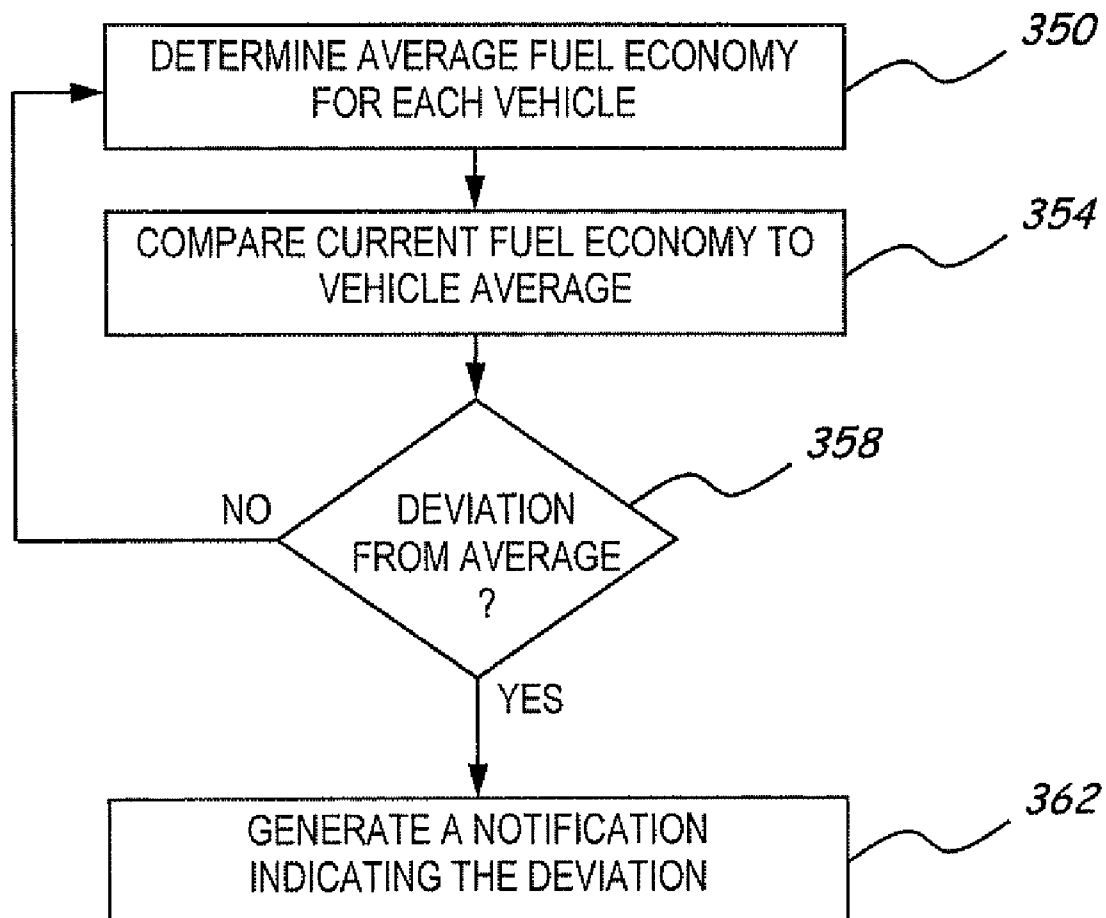 350
DETERMINE AVERAGE FUEL ECONOMY
FOR EACH VEHICLE
354
COMPARE CURRENT FUEL ECONOMY TO
VEHICLE AVERAGE
358
NO
DEVIATION
FROM AVERAGE
?
YES
362
GENERATE A NOTIFICATION
INDICATING THE DEVIATION